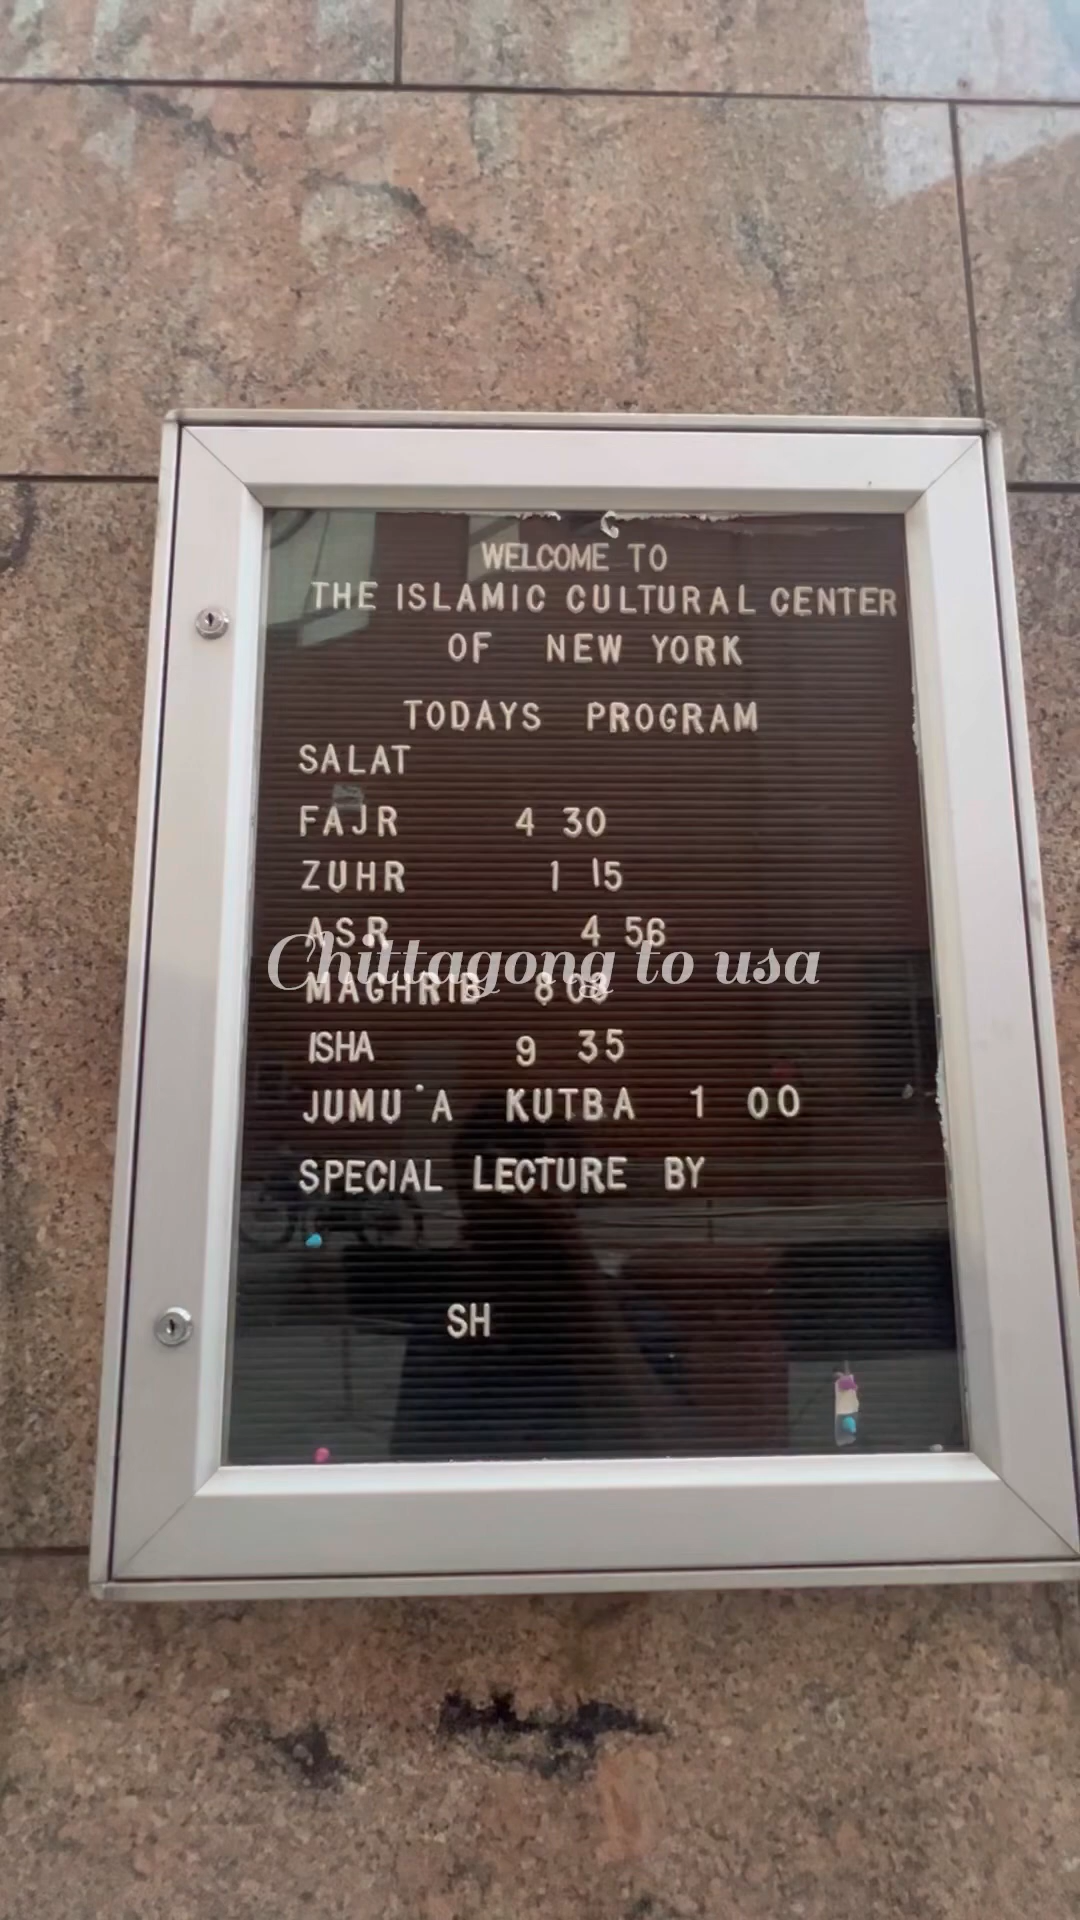 WELCOME TO
THE ISLAMIC CULTURAL CENTER
OF NEW YORK
TODAYS PROGRAM
SALAT
FAJR 4 30
ZUHR 1 15
ASR 4 56
Chittagong to usa
MAGHRIB 8 08
ISHA 9 35
JUMU'A KUTBA 1 00
SPECIAL LECTURE BY
SH